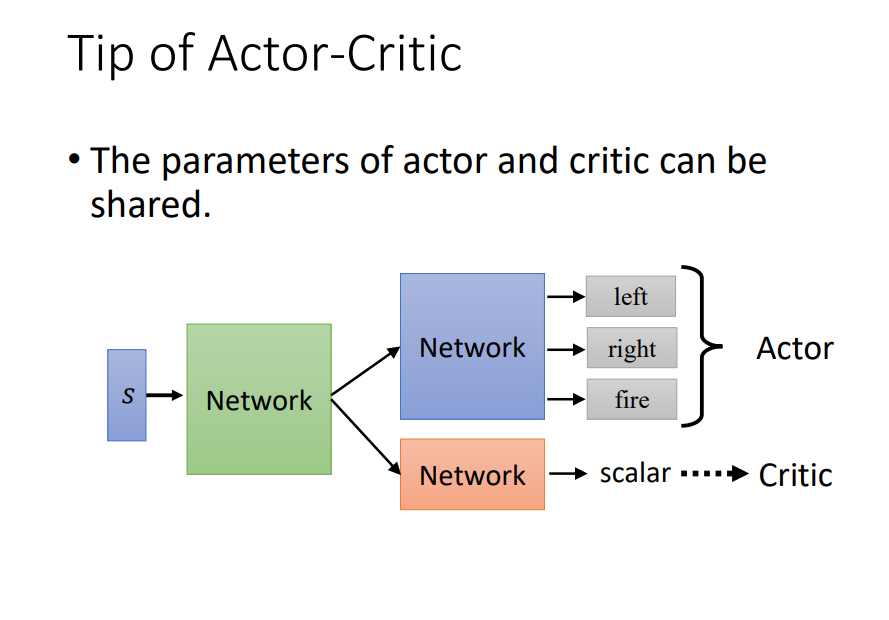 Tip of Actor-Critic
• The parameters of actor and critic can be
shared.
s
Network
Network
left
right
fire
Actor
Network
scalar
Critic